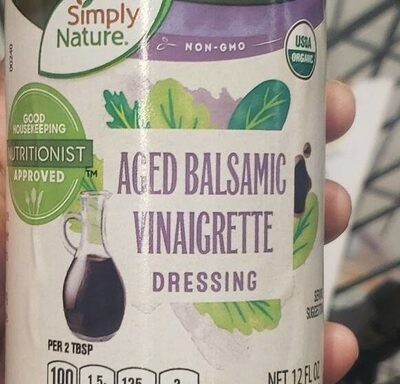 Simply
Nature®
NON-GMO
USDA
ORGANIC
GOOD
HOUSEKEEPING
NUTRITIONIST
APPROVED
™
AGED BALSAMIC
VINAIGRETTE
DRESSING
PER 2 TBSP
100
NET 12 FL OZ